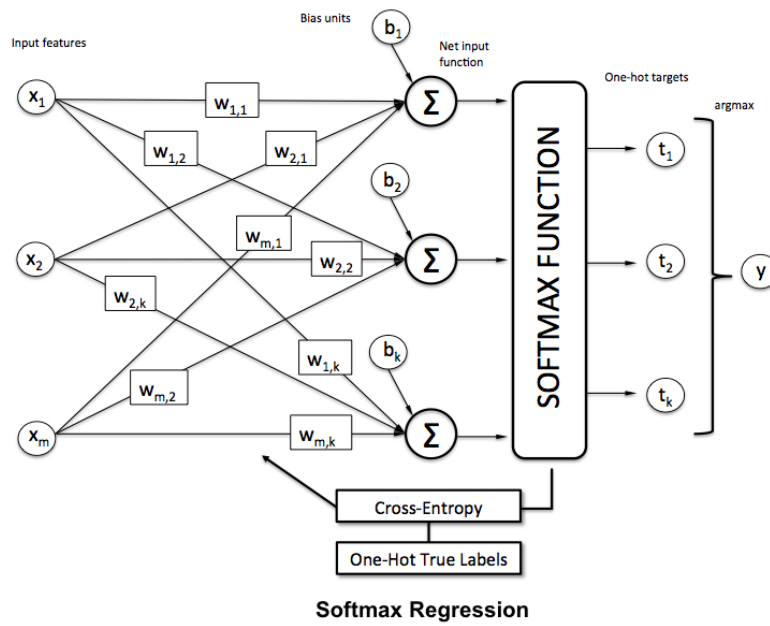 Input features
Bias units
b1
Net input
function
One-hot targets
argmax
x1
w1,1
Σ
w1,2
w2,1
t1
b2
x2
wm,1
w2,2
Σ
SOFTMAX FUNCTION
t2
y
w2,k
bk
w1,k
wm,2
tk
xm
wm,k
Σ
Cross-Entropy
One-Hot True Labels
Softmax Regression